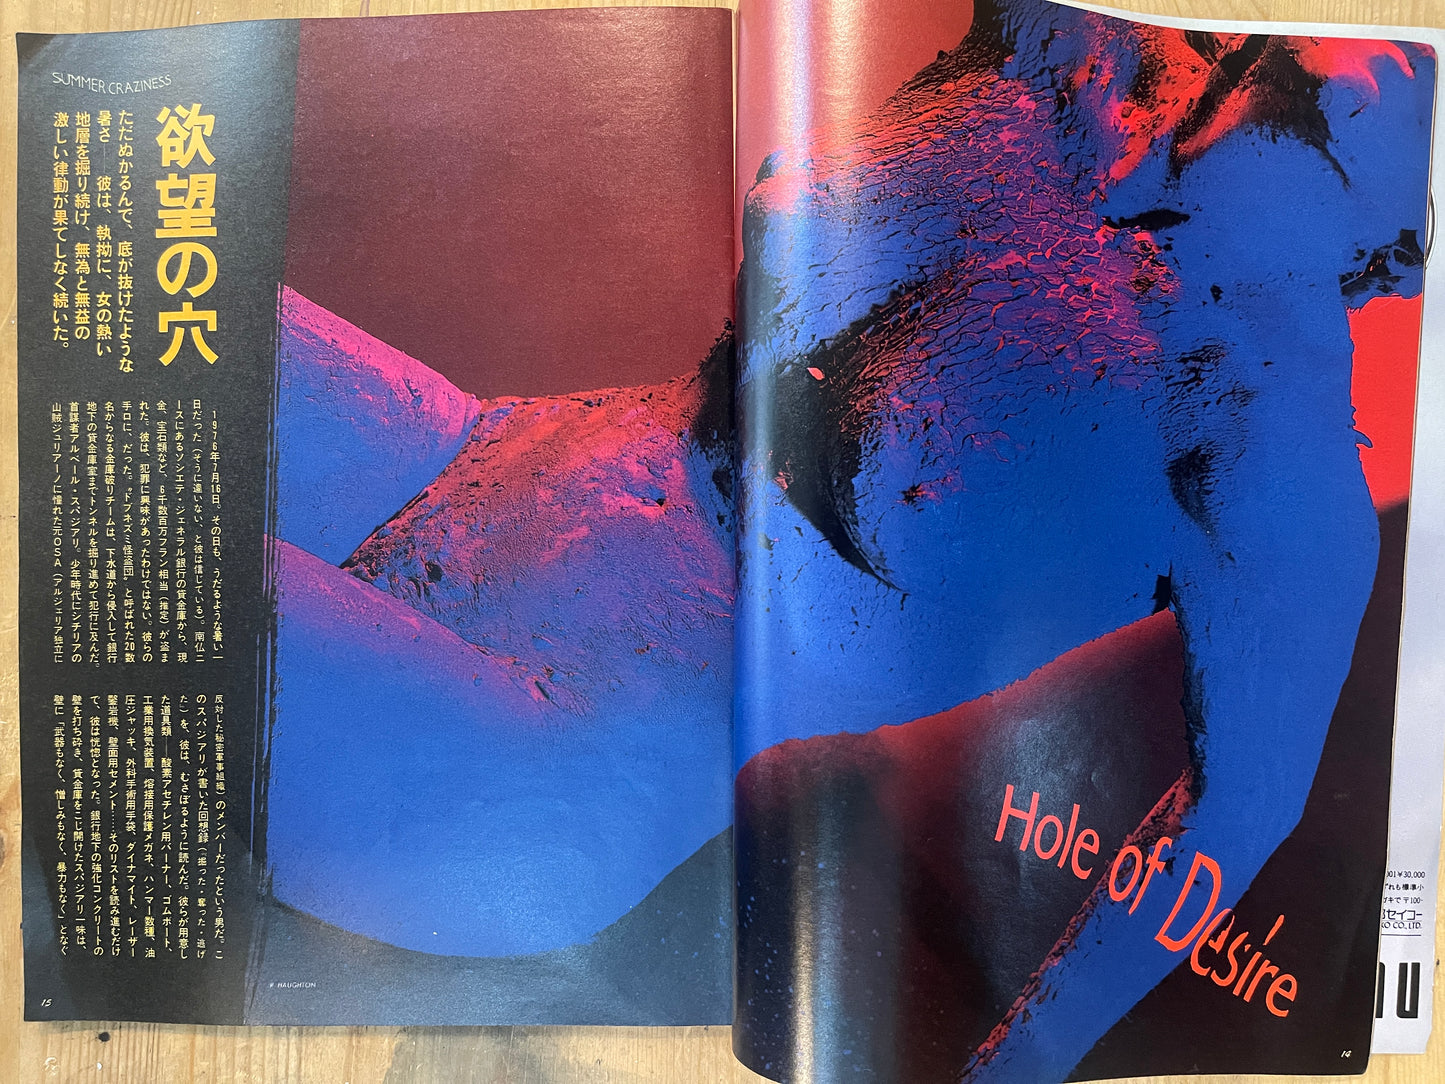 SUMMER CRAZINESS
欲望の穴
ただぬかるんで、底が抜けたような
暑さ——彼は、執拗に、女の熱い
地層を掘り続け、無為と無益の
激しい律動が果てしなく続いた。
1976年7月16日。その日も、うだるような暑い一
日だった（そうに違いない、と彼は信じている）。南仏ニ
ースにあるソシエテ・ジェネラル銀行の貸金庫から、現
金、宝石類など、6千数百万フラン相当（推定）が盗ま
れた。彼は、犯罪に興味があったわけではない。彼らの
手口に、だった。〝ドブネズミ怪盗団〟と呼ばれた20数
名からなる金庫破りチームは、下水道から侵入して銀行
地下の貸金庫室までトンネルを掘り進めて犯行に及んだ。
首謀者アルベール・スパジアリ。少年時代にシチリアの
山賊ジュリアーノに憧れた元OSA（アルジェリア独立に
反対した秘密軍事組織）のメンバーだったという男だ。こ
のスパジアリが書いた回想録（『掘った・奪った・逃げ
た』）を、彼は、むさぼるように読んだ。彼らが用意し
た道具類——酸素アセチレン用バーナー、ゴムボート、
工業用換気装置、熔接用保護メガネ、ハンマー数種、油
圧ジャッキ、外科手術用手袋、ダイナマイト、レーザー
鑿岩機、壁面用セメント……そのリストを読み進むだけ
で、彼は恍惚となった。銀行地下の強化コンクリートの
壁を打ち砕き、貸金庫をこじ開けたスパジアリ一味は、
壁に「武器もなく、憎しみもなく、暴力もなく」となぐ
15
HAUGHTON
Hole of Desire
14
001¥30,000
れも標準小
ブキで〒100-
セイコー
KO CO.,LTD.